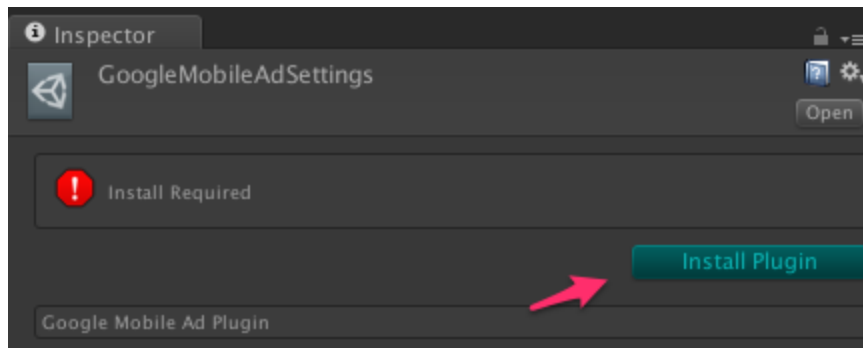 Inspector
GoogleMobileAdSettings
Open
Install Required
Install Plugin
Google Mobile Ad Plugin